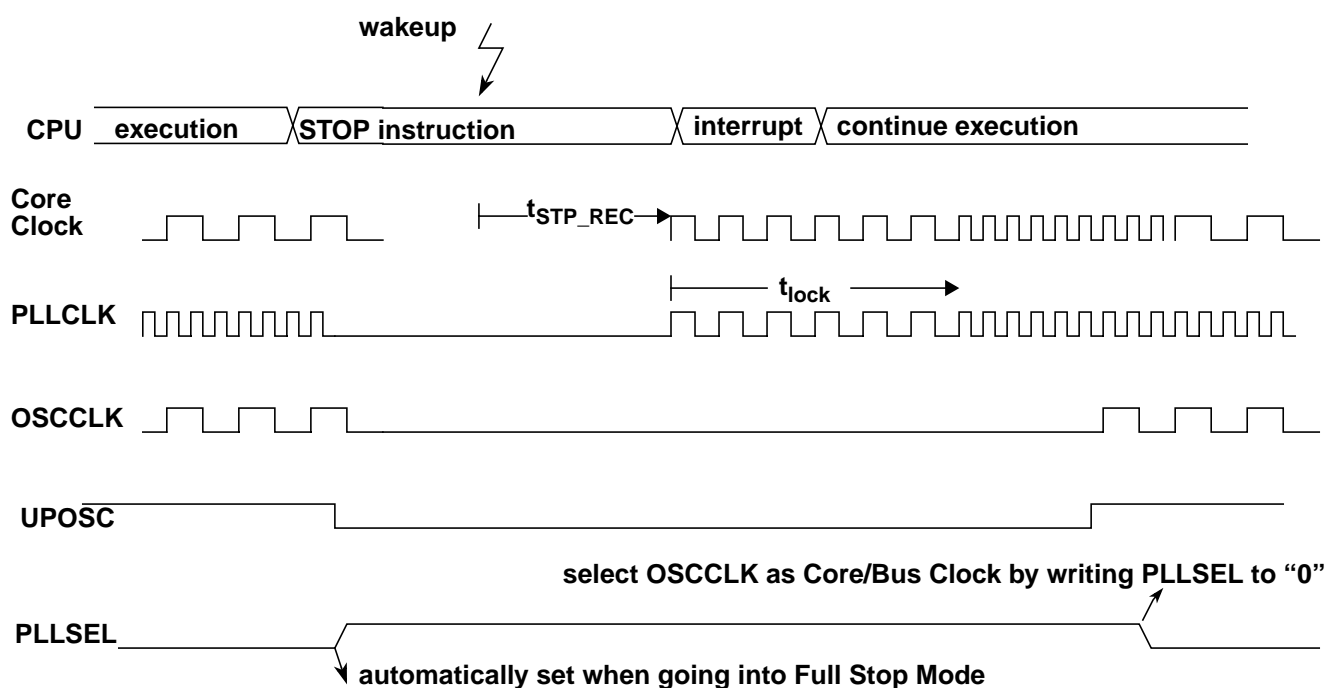 wakeup
CPU execution STOP instruction interrupt continue execution
Core
Clock
tSTP_REC
tlock
PLLCLK
OSCCLK
UPOSC
select OSCCLK as Core/Bus Clock by writing PLLSEL to “0”
PLLSEL
automatically set when going into Full Stop Mode